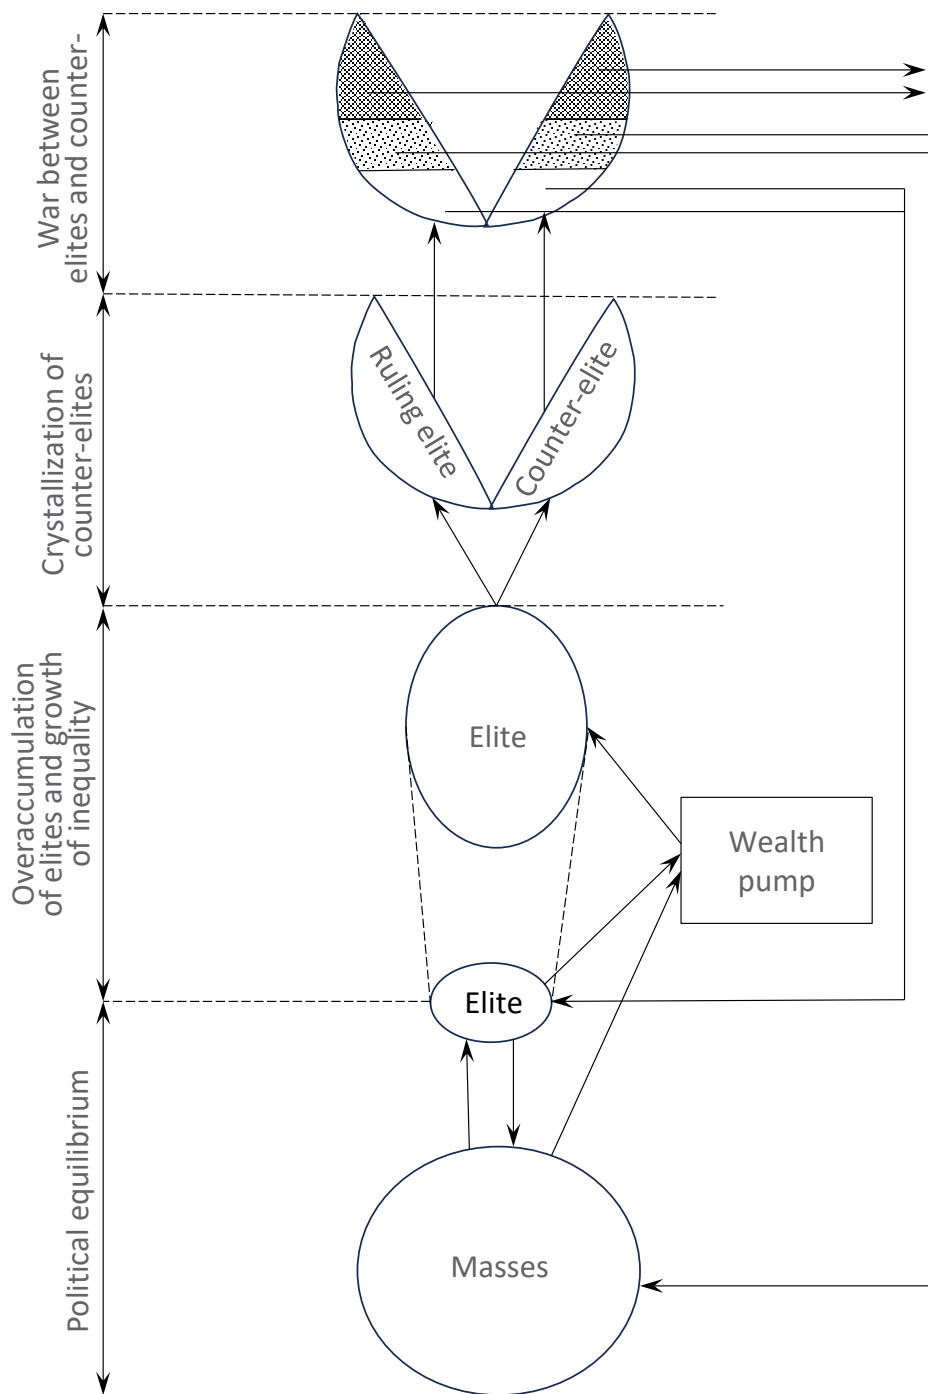 War between
elites and counter-
elites
Crystallization of
counter-elites
Ruling elite
Counter-elite
Overaccumulation
of elites and growth
of inequality
Elite
Wealth
pump
Elite
Political equilibrium
Masses